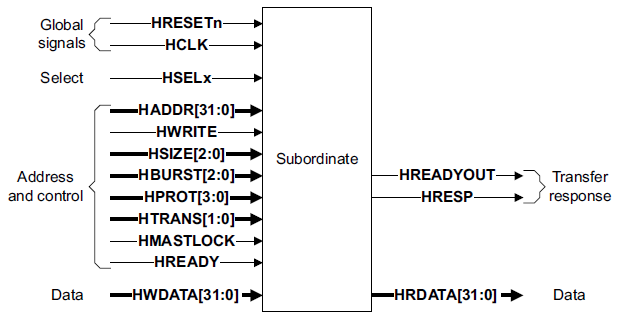 Global
signals
HRESETn
HCLK
Select
HSELx
Address
and control
HADDR[31:0]
HWRITE
HSIZE[2:0]
HBURST[2:0]
HPROT[3:0]
HTRANS[1:0]
HMASTLOCK
HREADY
Data
HWDATA[31:0]
Subordinate
HREADYOUT
HRESP
Transfer
response
HRDATA[31:0]
Data